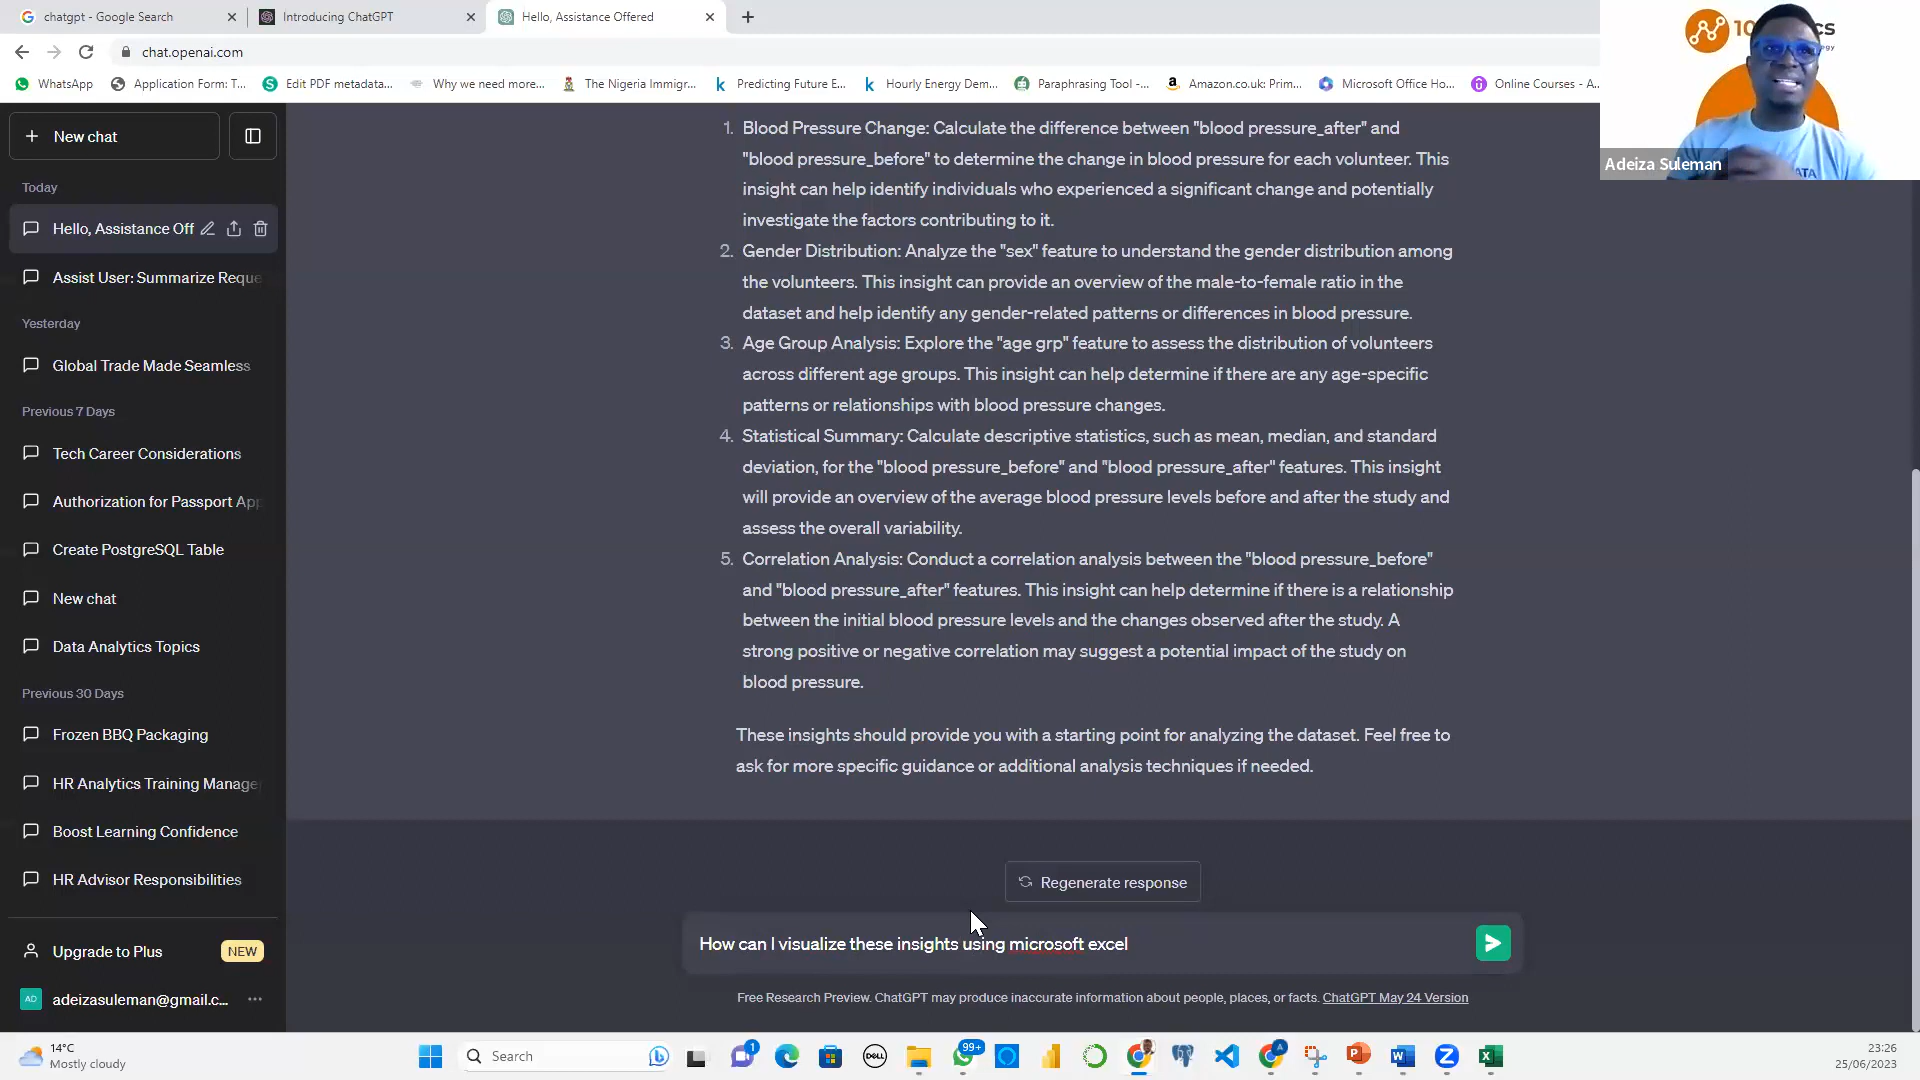 chatgpt - Google Search
Introducing ChatGPT
Hello, Assistance Offered
chat.openai.com
WhatsApp
Application Form: T...
Edit PDF metadata...
Why we need more...
The Nigeria Immigr...
Predicting Future E...
Hourly Energy Dem...
Paraphrasing Tool -...
Amazon.co.uk: Prim...
Microsoft Office Ho...
Online Courses - A...
Adeiza Suleman
New chat
Today
Hello, Assistance Off
Assist User: Summarize Reque
Yesterday
Global Trade Made Seamless
Previous 7 Days
Tech Career Considerations
Authorization for Passport App
Create PostgreSQL Table
New chat
Data Analytics Topics
Previous 30 Days
Frozen BBQ Packaging
HR Analytics Training Manage
Boost Learning Confidence
HR Advisor Responsibilities
Upgrade to Plus NEW
AD adeizasuleman@gmail.c... ...
1. Blood Pressure Change: Calculate the difference between "blood pressure_after" and
"blood pressure_before" to determine the change in blood pressure for each volunteer. This
insight can help identify individuals who experienced a significant change and potentially
investigate the factors contributing to it.
2. Gender Distribution: Analyze the "sex" feature to understand the gender distribution among
the volunteers. This insight can provide an overview of the male-to-female ratio in the
dataset and help identify any gender-related patterns or differences in blood pressure.
3. Age Group Analysis: Explore the "age grp" feature to assess the distribution of volunteers
across different age groups. This insight can help determine if there are any age-specific
patterns or relationships with blood pressure changes.
4. Statistical Summary: Calculate descriptive statistics, such as mean, median, and standard
deviation, for the "blood pressure_before" and "blood pressure_after" features. This insight
will provide an overview of the average blood pressure levels before and after the study and
assess the overall variability.
5. Correlation Analysis: Conduct a correlation analysis between the "blood pressure_before"
and "blood pressure_after" features. This insight can help determine if there is a relationship
between the initial blood pressure levels and the changes observed after the study. A
strong positive or negative correlation may suggest a potential impact of the study on
blood pressure.
These insights should provide you with a starting point for analyzing the dataset. Feel free to
ask for more specific guidance or additional analysis techniques if needed.
Regenerate response
How can I visualize these insights using microsoft excel
Free Research Preview. ChatGPT may produce inaccurate information about people, places, or facts. ChatGPT May 24 Version
14°C
Mostly cloudy
Search
1
DELL
99+
A
23:26
25/06/2023